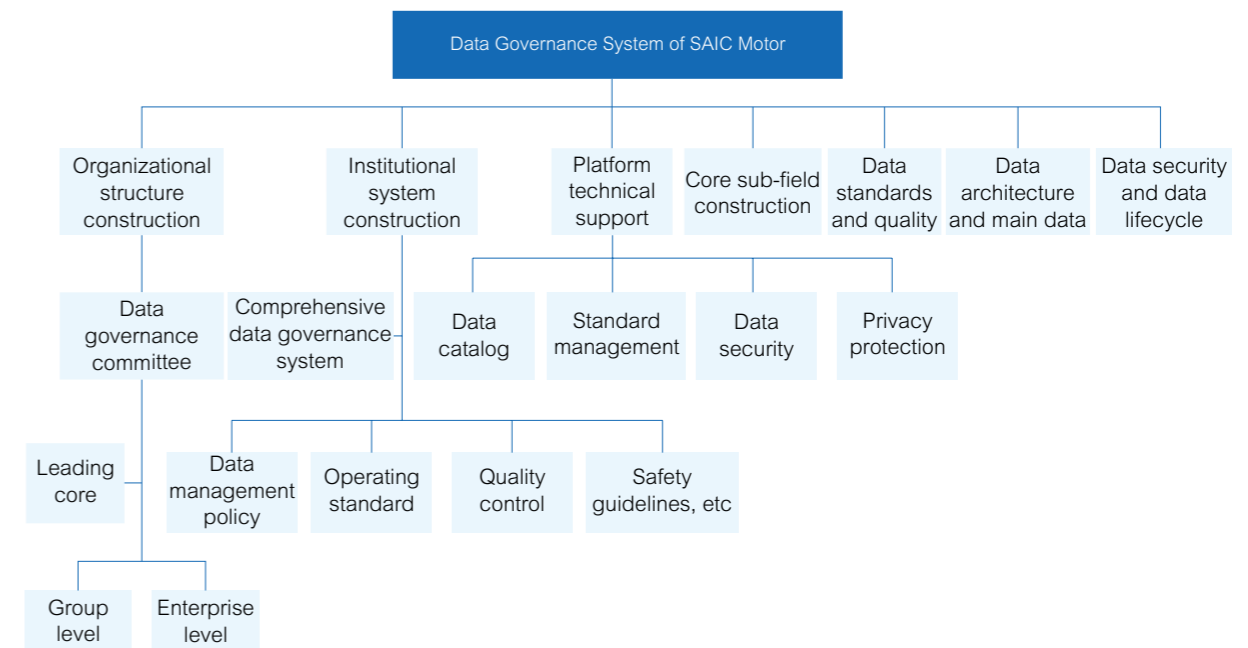 Data Governance System of SAIC Motor
Organizational
structure
construction
Institutional
system
construction
Platform
technical
support
Core sub-field
construction
Data
standards
and quality
Data
architecture
and main data
Data security
and data
lifecycle
Data
governance
committee
Comprehensive
data governance
system
Data
catalog
Standard
management
Data
security
Privacy
protection
Leading
core
Data
management
policy
Operating
standard
Quality
control
Safety
guidelines, etc
Group
level
Enterprise
level